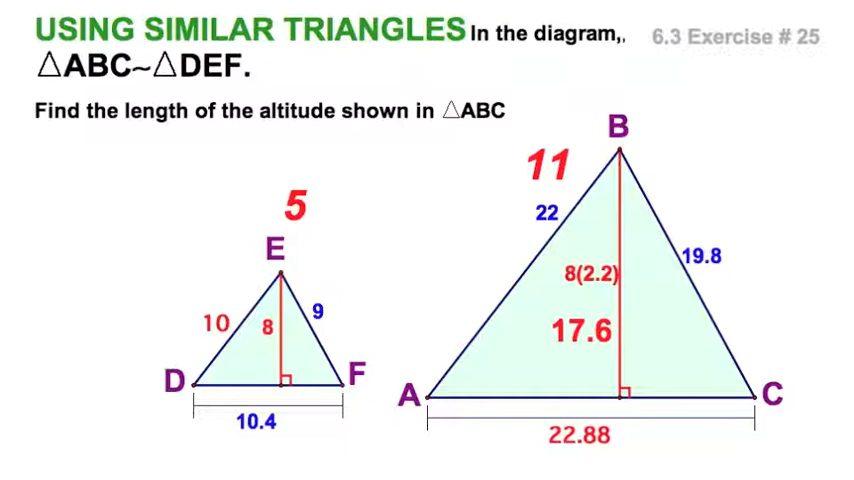 USING SIMILAR TRIANGLES In the diagram,, 6.3 Exercise # 25
△ABC~△DEF.
Find the length of the altitude shown in △ABC
B
11
5
22
E
19.8
8(2.2)
10
8
9
17.6
D
F
A
C
10.4
22.88